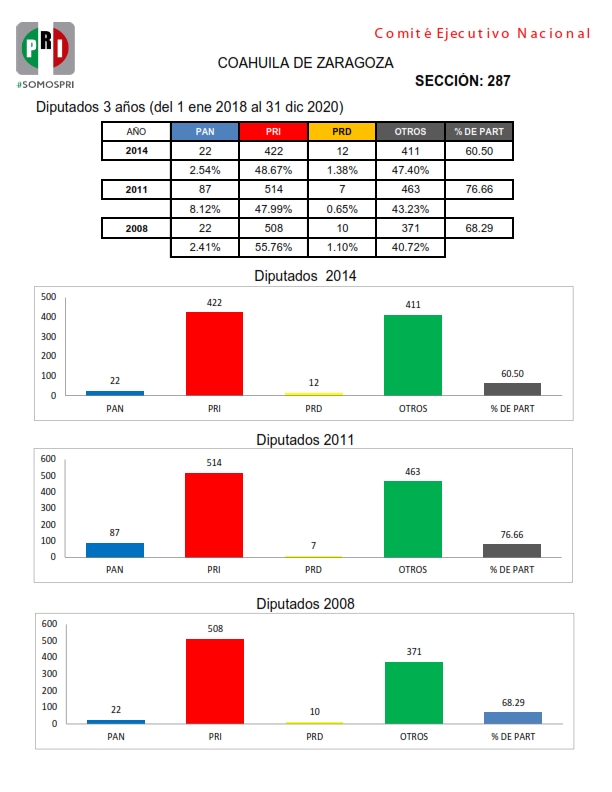 Comité Ejecutivo Nacional
PRI
#SOMOSPRI
COAHUILA DE ZARAGOZA
SECCIÓN: 287
Diputados 3 años (del 1 ene 2018 al 31 dic 2020)
AÑO PAN PRI PRD OTROS % DE PART
2014 22 422 12 411 60.50
2.54% 48.67% 1.38% 47.40%
2011 87 514 7 463 76.66
8.12% 47.99% 0.65% 43.23%
2008 22 508 10 371 68.29
2.41% 55.76% 1.10% 40.72%
Diputados 2014
500
400
300
200
100
0
22 422 12 411 60.50
PAN PRI PRD OTROS % DE PART
Diputados 2011
600
500
400
300
200
100
0
87 514 7 463 76.66
PAN PRI PRD OTROS % DE PART
Diputados 2008
600
500
400
300
200
100
0
22 508 10 371 68.29
PAN PRI PRD OTROS % DE PART